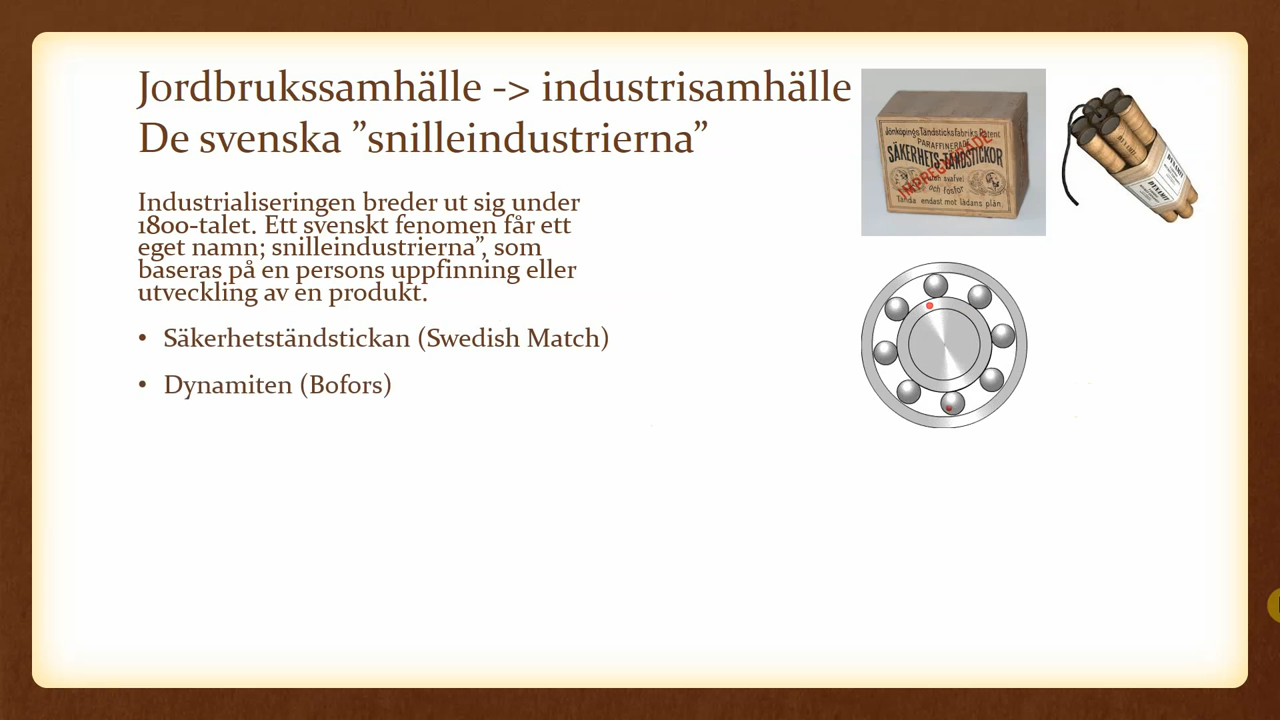 Jordbrukssamhälle -> industrisamhälle
De svenska ”snilleindustrierna”
Industrialiseringen breder ut sig under
1800-talet. Ett svenskt fenomen får ett
eget namn; snilleindustrierna”, som
baseras på en persons uppfinning eller
utveckling av en produkt.
• Säkerhetständstickan (Swedish Match)
• Dynamiten (Bofors)
Jönköpings Tändsticksfabriks Patent
PARAFFINERADE
SÄKERHETS-TÄNDSTICKOR
IMPREGNERADE
utan svafvel
och fosfor
Tända endast mot lådans plån
DYNAMIT